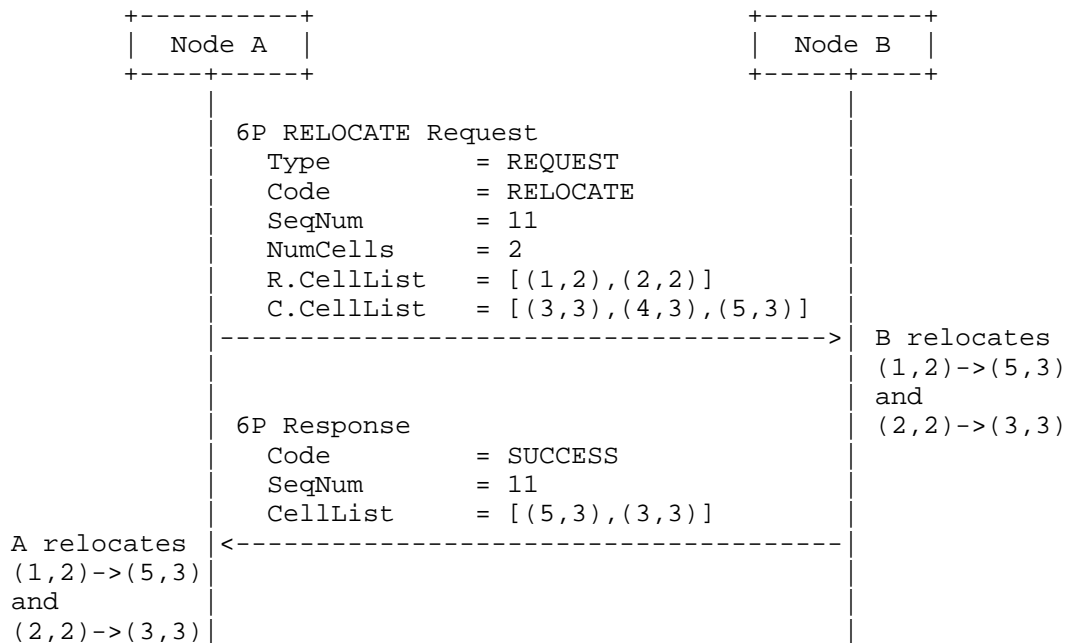 Node A Node B
6P RELOCATE Request
Type = REQUEST
Code = RELOCATE
SeqNum = 11
NumCells = 2
R.CellList = [(1,2),(2,2)]
C.CellList = [(3,3),(4,3),(5,3)]
B relocates
(1,2)->(5,3)
and
(2,2)->(3,3)
6P Response
Code = SUCCESS
SeqNum = 11
CellList = [(5,3),(3,3)]
A relocates
(1,2)->(5,3)
and
(2,2)->(3,3)